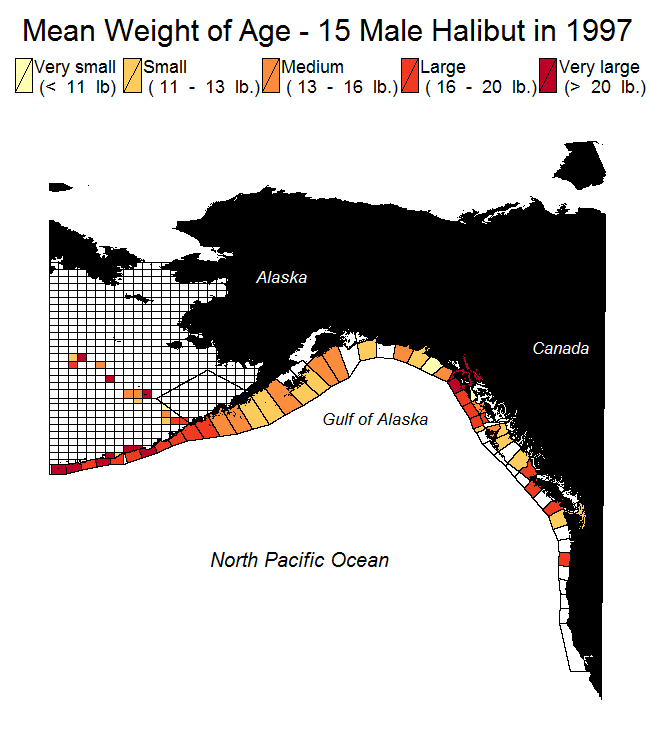 Mean Weight of Age - 15 Male Halibut in 1997
Very small Small Medium Large Very large
(< 11 lb) ( 11 - 13 lb.) ( 13 - 16 lb.) ( 16 - 20 lb.) (> 20 lb.)
Alaska
Canada
Gulf of Alaska
North Pacific Ocean